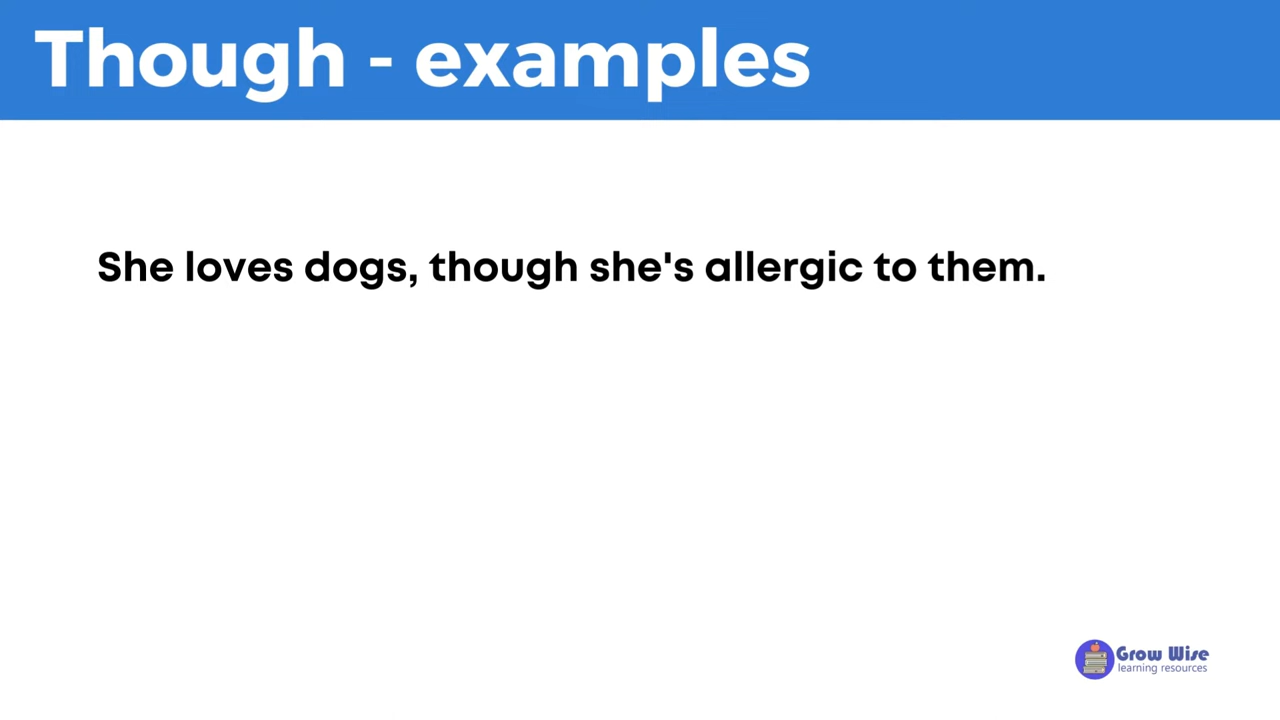 Though - examples
She loves dogs, though she's allergic to them.
Grow Wise
learning resources